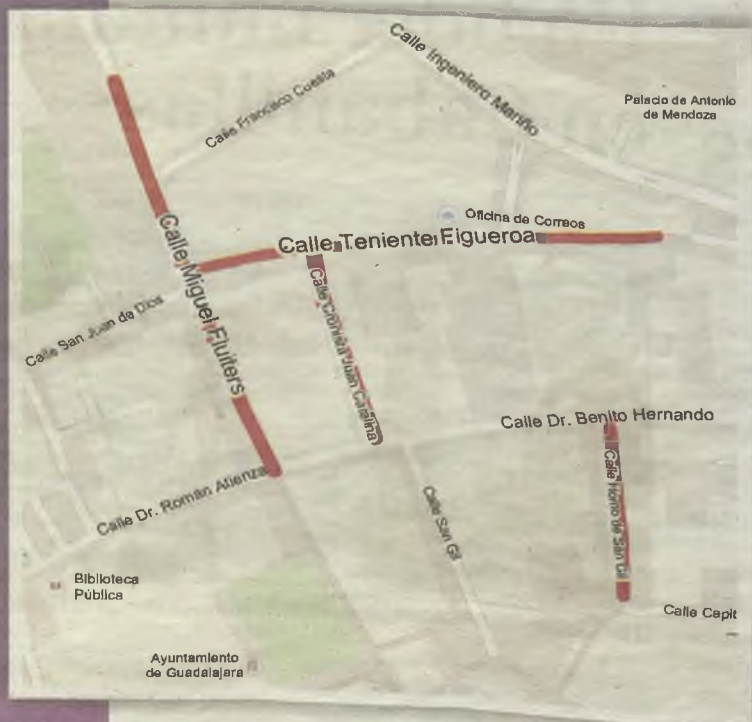 Calle Ingeniero Mariño
Calle Francisco Cuesta
Palacio de Antonio
de Mendoza
Oficina de Correos
Calle Teniente Figueroa
Calle Miguel Fluiters
Calle San Juan de Dios
Calle Cronista Juan Catalina
Calle Dr. Benito Hernando
Calle Dr. Román Atienza
Calle San Gil
Calle Horno de San Gil
Biblioteca
Pública
Calle Capit
Ayuntamiento
de Guadalajara